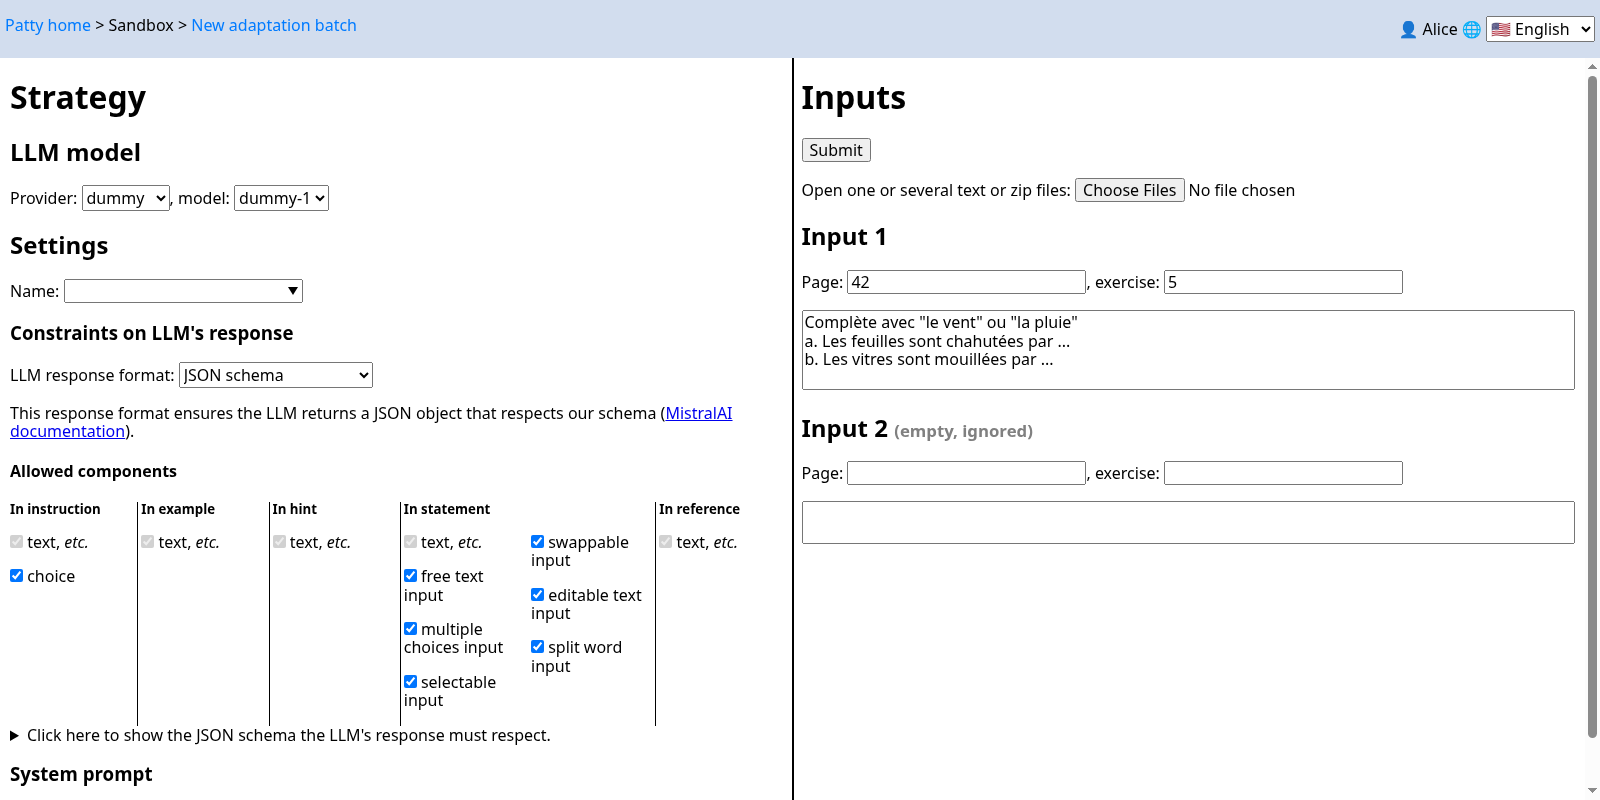 Patty home > Sandbox > New adaptation batch
👤 Alice 🌐 🇺🇸 English
Strategy
LLM model
Provider: dummy, model: dummy-1
Settings
Name:
Constraints on LLM's response
LLM response format: JSON schema
This response format ensures the LLM returns a JSON object that respects our schema (MistralAI
documentation).
Allowed components
In instruction
text, etc.
choice
In example
text, etc.
In hint
text, etc.
In statement
text, etc.
free text
input
multiple
choices input
selectable
input
swappable
input
editable text
input
split word
input
In reference
text, etc.
Click here to show the JSON schema the LLM's response must respect.
System prompt
Inputs
Submit
Open one or several text or zip files: Choose Files No file chosen
Input 1
Page: 42, exercise: 5
Complète avec "le vent" ou "la pluie"
a. Les feuilles sont chahutées par ...
b. Les vitres sont mouillées par ...
Input 2 (empty, ignored)
Page: , exercise: